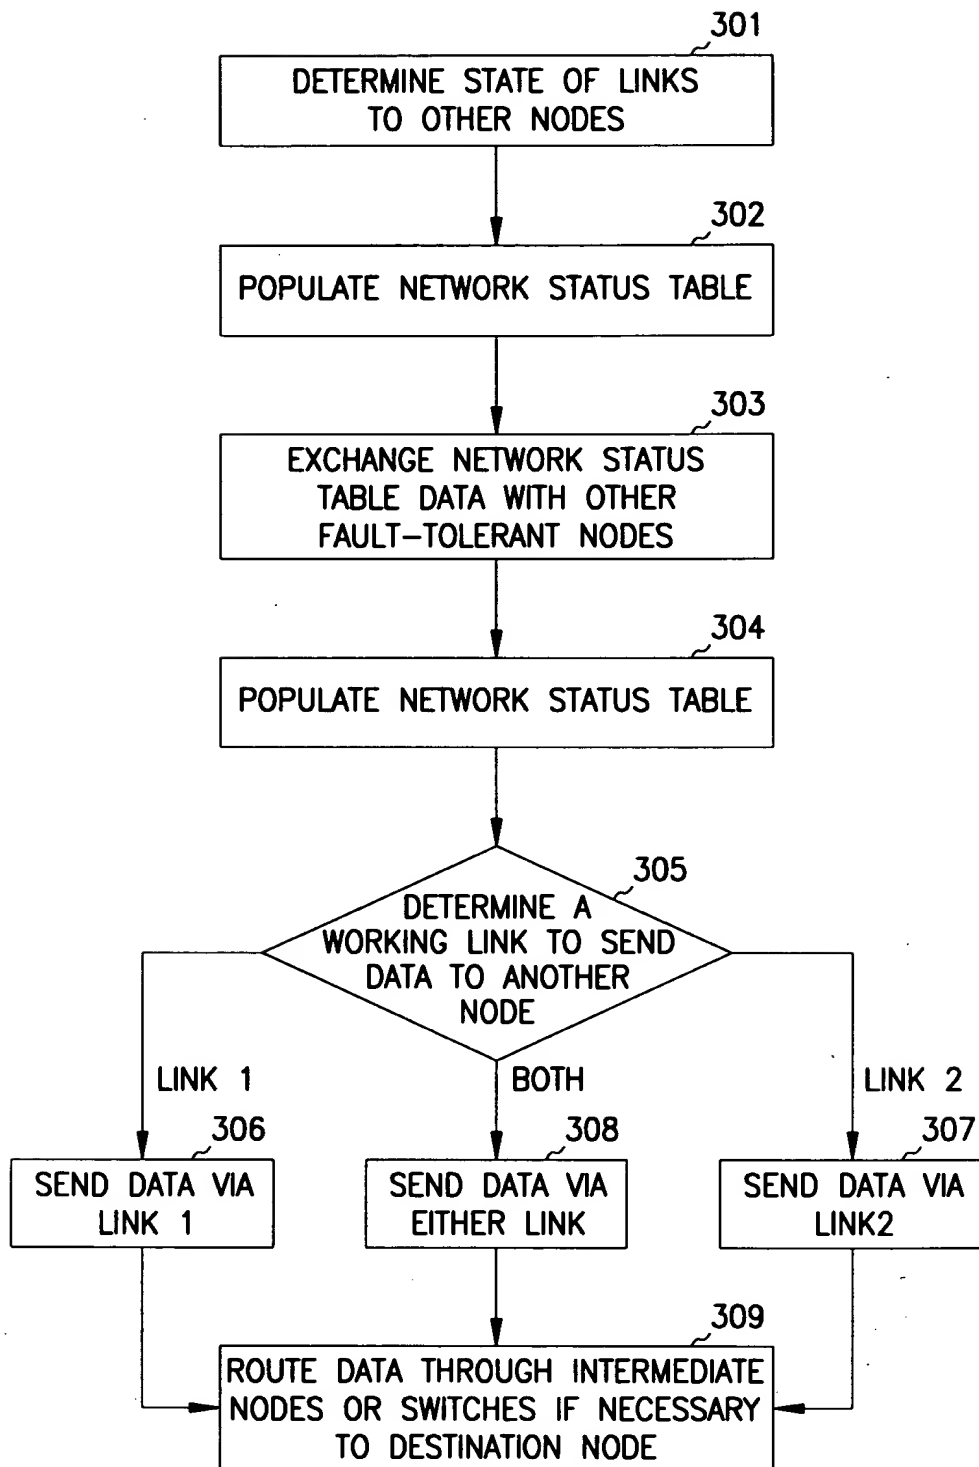 301
DETERMINE STATE OF LINKS
TO OTHER NODES
302
POPULATE NETWORK STATUS TABLE
303
EXCHANGE NETWORK STATUS
TABLE DATA WITH OTHER
FAULT-TOLERANT NODES
304
POPULATE NETWORK STATUS TABLE
305
DETERMINE A
WORKING LINK TO SEND
DATA TO ANOTHER
NODE
LINK 1
BOTH
LINK 2
306
SEND DATA VIA
LINK 1
308
SEND DATA VIA
EITHER LINK
307
SEND DATA VIA
LINK2
309
ROUTE DATA THROUGH INTERMEDIATE
NODES OR SWITCHES IF NECESSARY
TO DESTINATION NODE